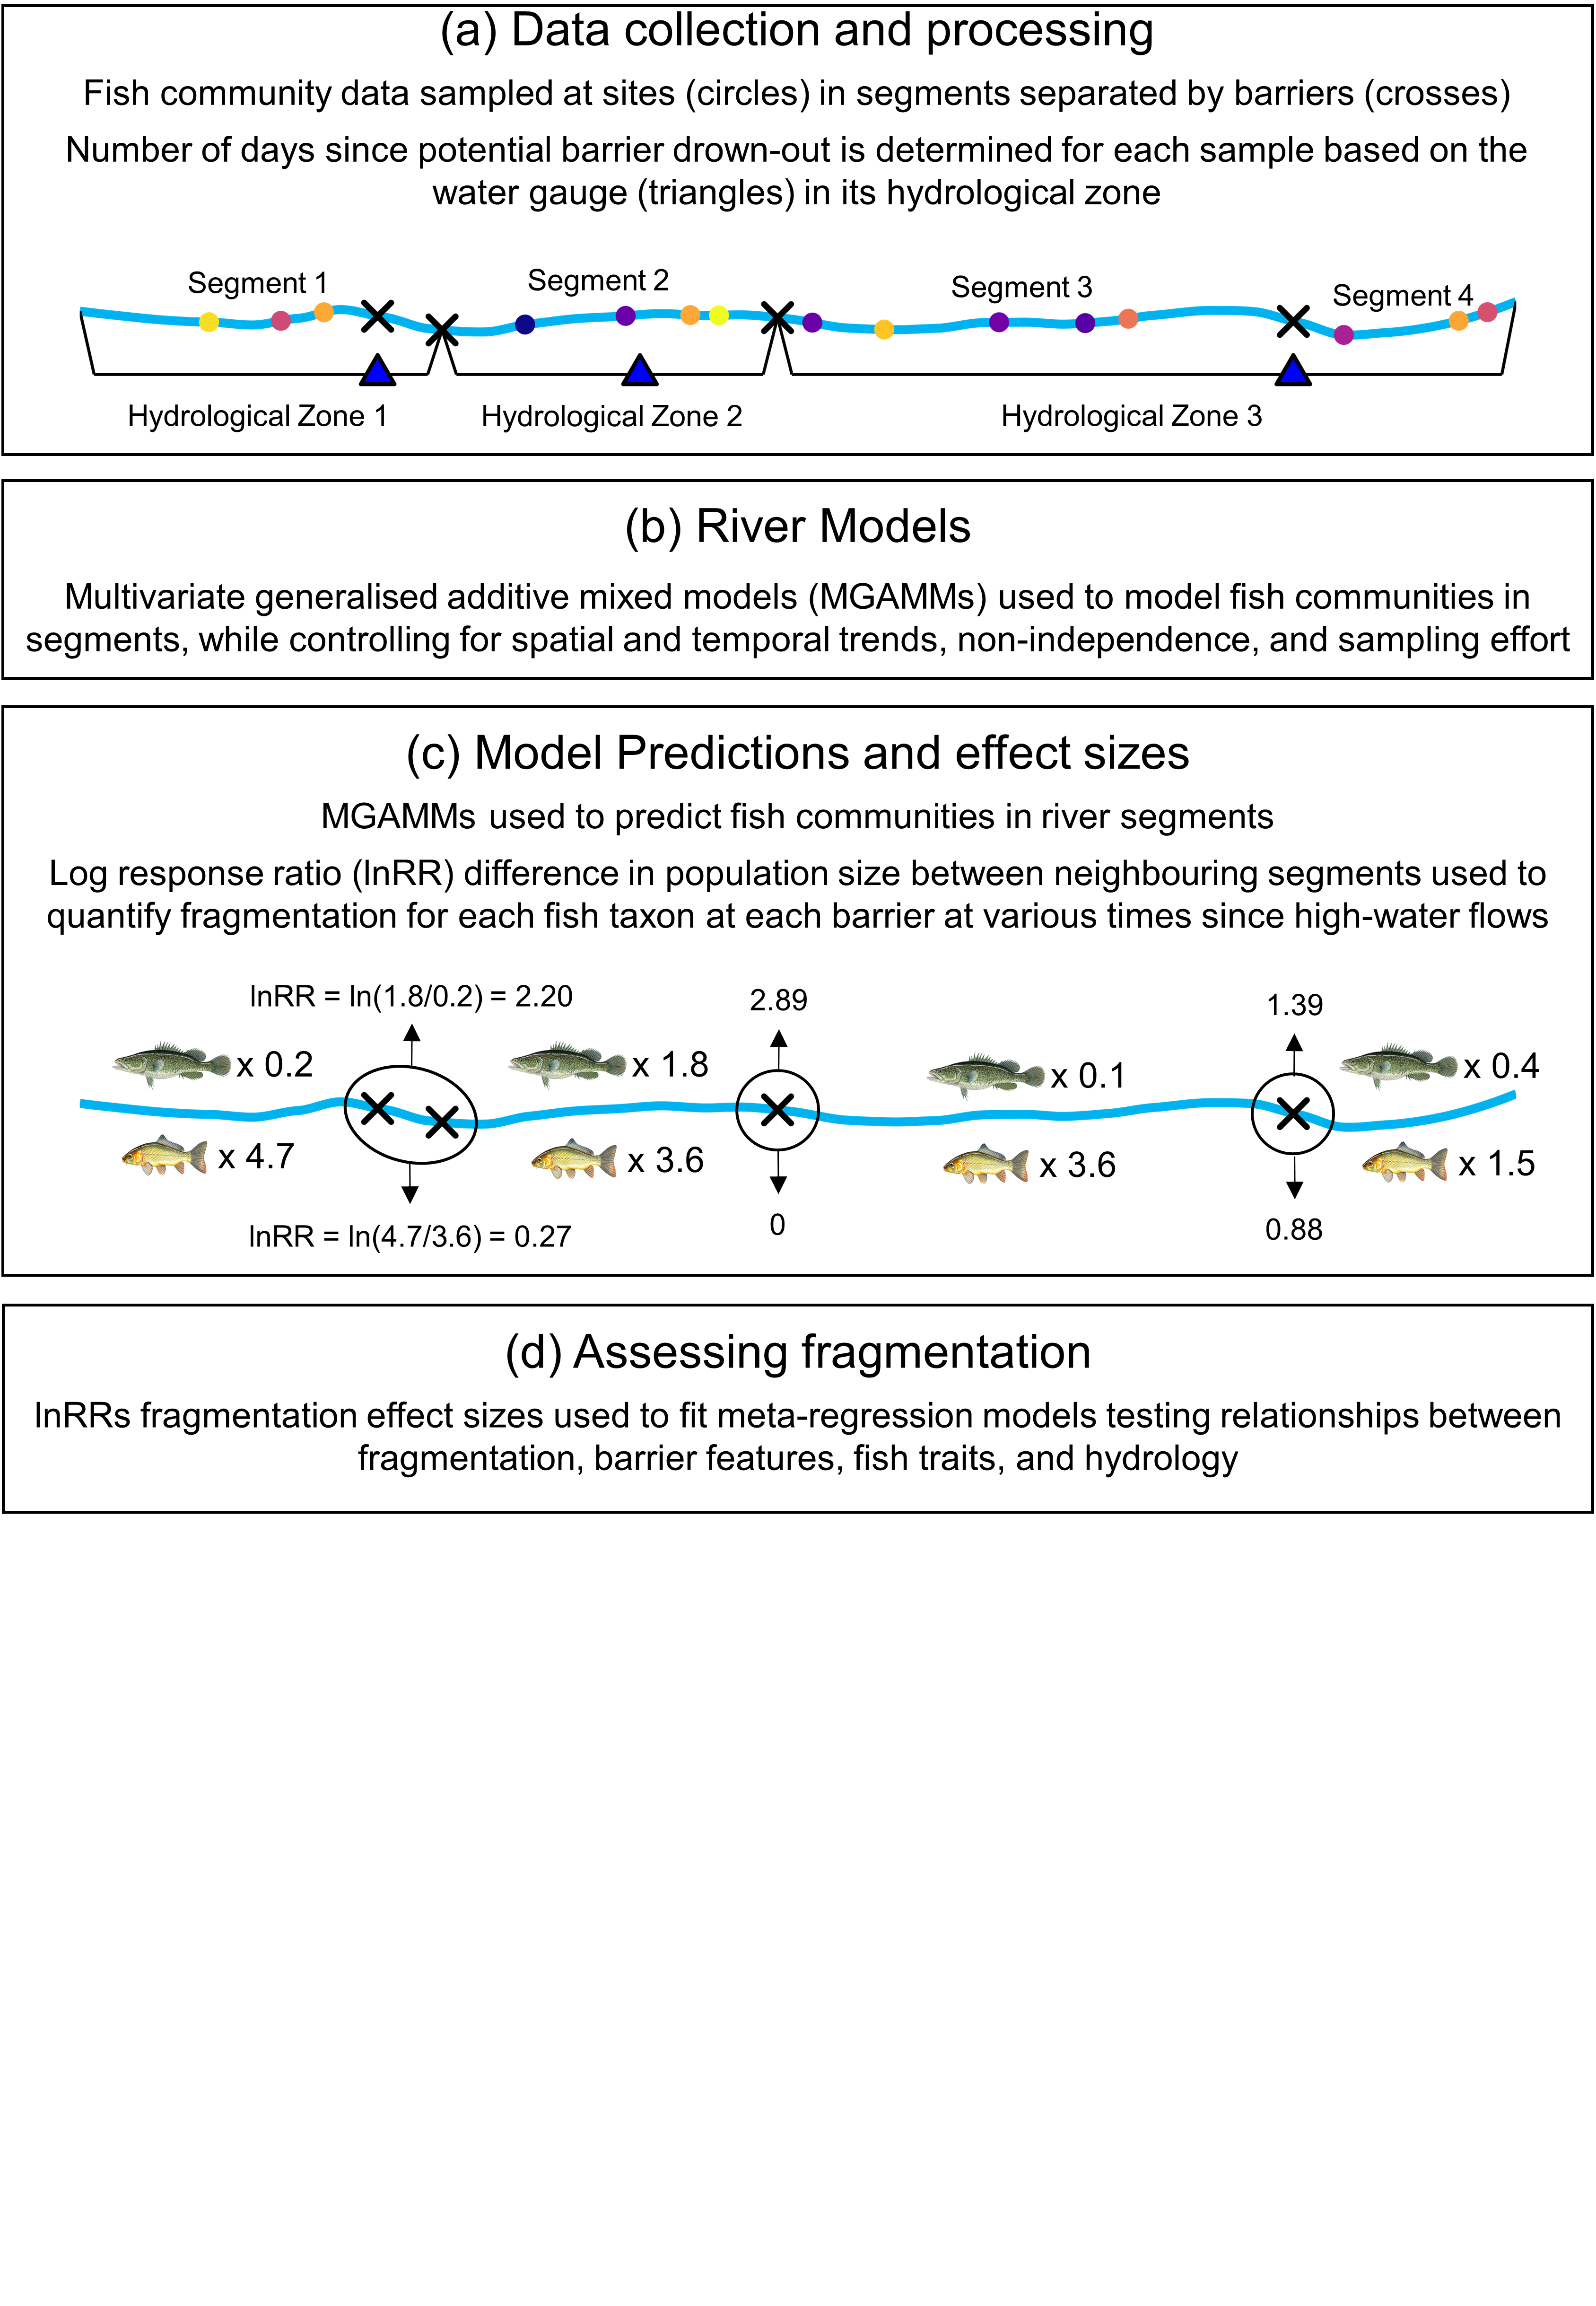 (a) Data collection and processing
Fish community data sampled at sites (circles) in segments separated by barriers (crosses)
Number of days since potential barrier drown-out is determined for each sample based on the
water gauge (triangles) in its hydrological zone
Segment 1
Segment 2
Segment 3
Segment 4
Hydrological Zone 1
Hydrological Zone 2
Hydrological Zone 3
(b) River Models
Multivariate generalised additive mixed models (MGAMMs) used to model fish communities in
segments, while controlling for spatial and temporal trends, non-independence, and sampling effort
(c) Model Predictions and effect sizes
MGAMMs used to predict fish communities in river segments
Log response ratio (lnRR) difference in population size between neighbouring segments used to
quantify fragmentation for each fish taxon at each barrier at various times since high-water flows
lnRR = ln(1.8/0.2) = 2.20
2.89
1.39
x 0.2
x 1.8
x 0.1
x 0.4
x 4.7
x 3.6
x 3.6
x 1.5
lnRR = ln(4.7/3.6) = 0.27
0
0.88
(d) Assessing fragmentation
lnRRs fragmentation effect sizes used to fit meta-regression models testing relationships between
fragmentation, barrier features, fish traits, and hydrology